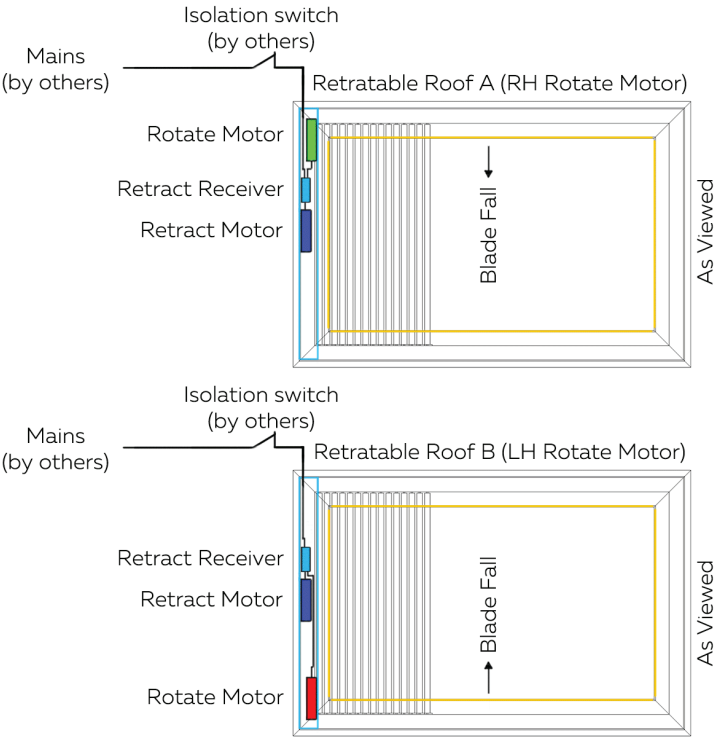 Isolation switch
(by others)
Mains
(by others)
Retratable Roof A (RH Rotate Motor)
Rotate Motor
Retract Receiver
Retract Motor
Blade Fall
As Viewed
Isolation switch
(by others)
Mains
(by others)
Retratable Roof B (LH Rotate Motor)
Retract Receiver
Retract Motor
Rotate Motor
Blade Fall
As Viewed